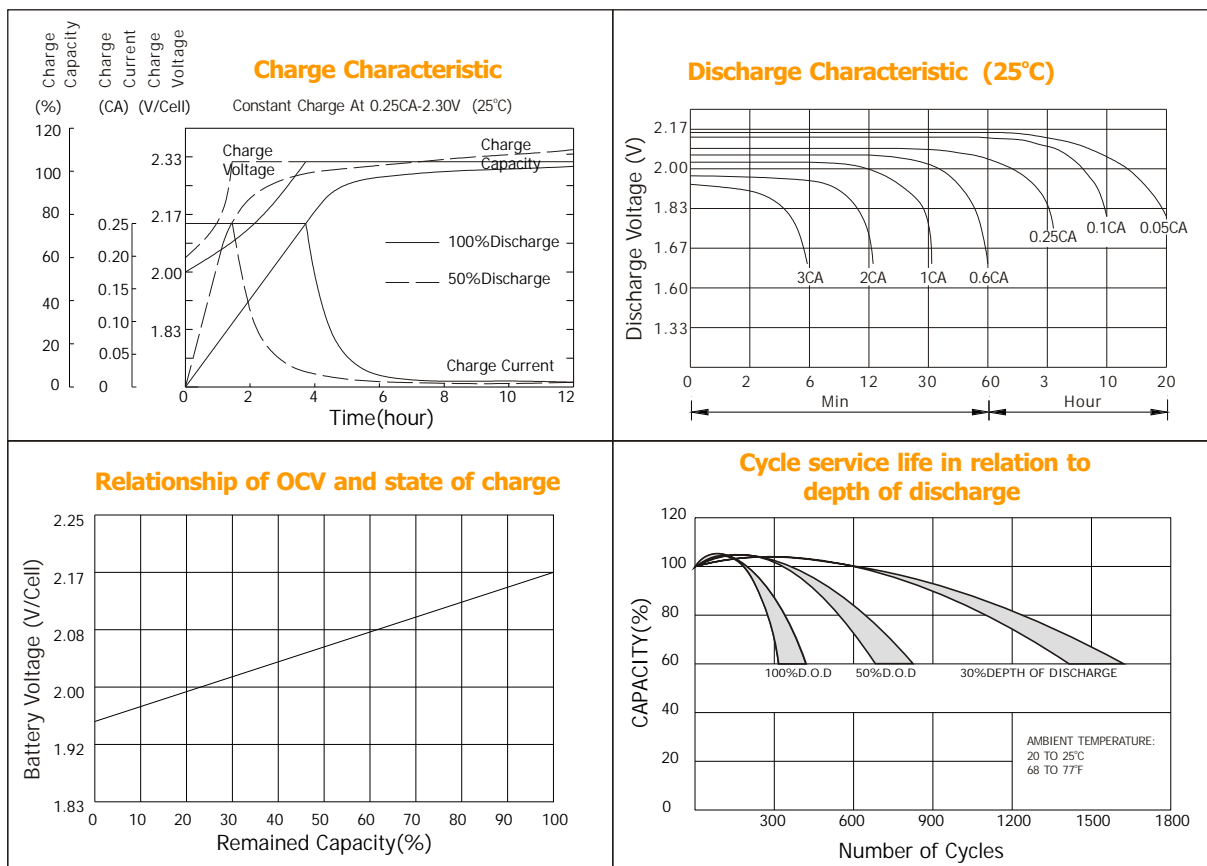 Charge
Capacity
Charge
Current
Charge
Voltage
(%)
(CA)
(V/Cell)
Charge Characteristic
Constant Charge At 0.25CA-2.30V (25°C)
120
100
80
60
40
20
0
0.25
0.20
0.15
0.10
0.05
0
2.33
2.17
2.00
1.83
Charge
Voltage
Charge
Capacity
100%Discharge
50%Discharge
Charge Current
0 2 4 6 8 10 12
Time(hour)
Discharge Characteristic (25°C)
Discharge Voltage (V)
2.17
2.00
1.83
1.67
1.60
1.33
3CA 2CA 1CA 0.6CA 0.25CA 0.1CA 0.05CA
0 2 6 12 30 60 3 10 20
Min Hour
Relationship of OCV and state of charge
Battery Voltage (V/Cell)
2.25
2.17
2.08
2.00
1.92
1.83
0 10 20 30 40 50 60 70 80 90 100
Remained Capacity(%)
Cycle service life in relation to
depth of discharge
CAPACITY(%)
120
100
80
60
40
20
0
100%D.O.D 50%D.O.D 30%DEPTH OF DISCHARGE
AMBIENT TEMPERATURE:
20 TO 25°C
68 TO 77°F
300 600 900 1200 1500 1800
Number of Cycles